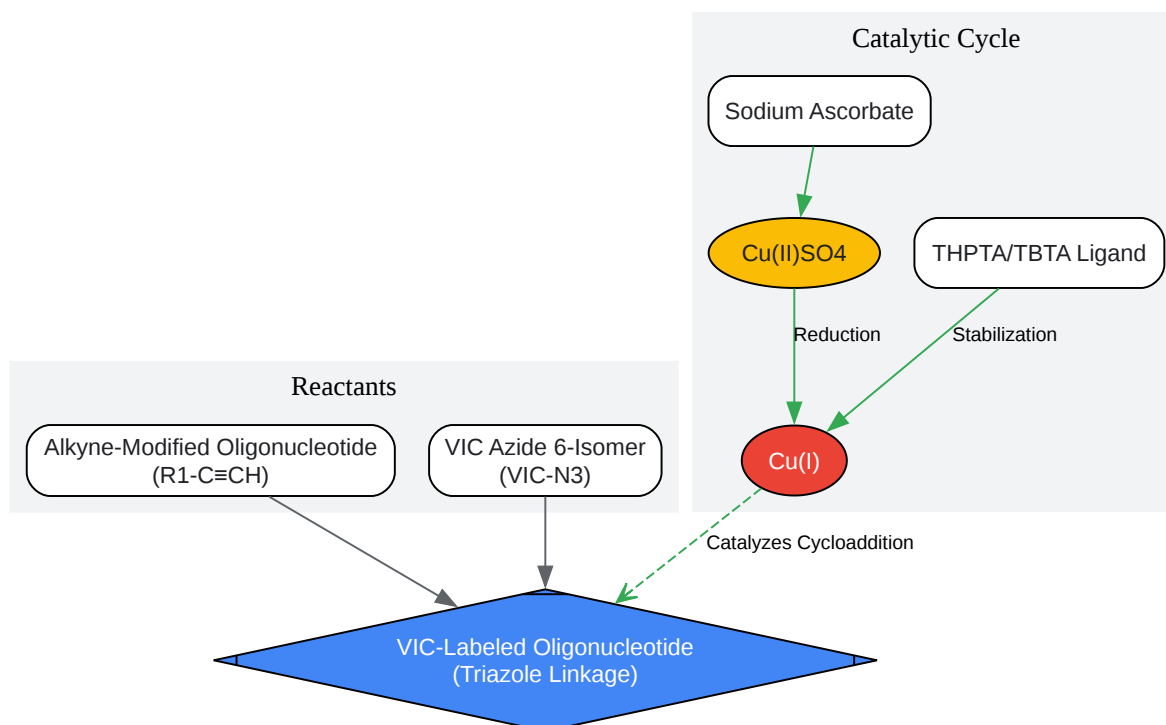 Catalytic Cycle
Sodium Ascorbate
Cu(II)SO4
THPTA/TBTA Ligand
Reduction
Stabilization
Reactants
Alkyne-Modified Oligonucleotide
(R1-C≡CH)
VIC Azide 6-Isomer
(VIC-N3)
Cu(I)
Catalyzes Cycloaddition
VIC-Labeled Oligonucleotide
(Triazole Linkage)